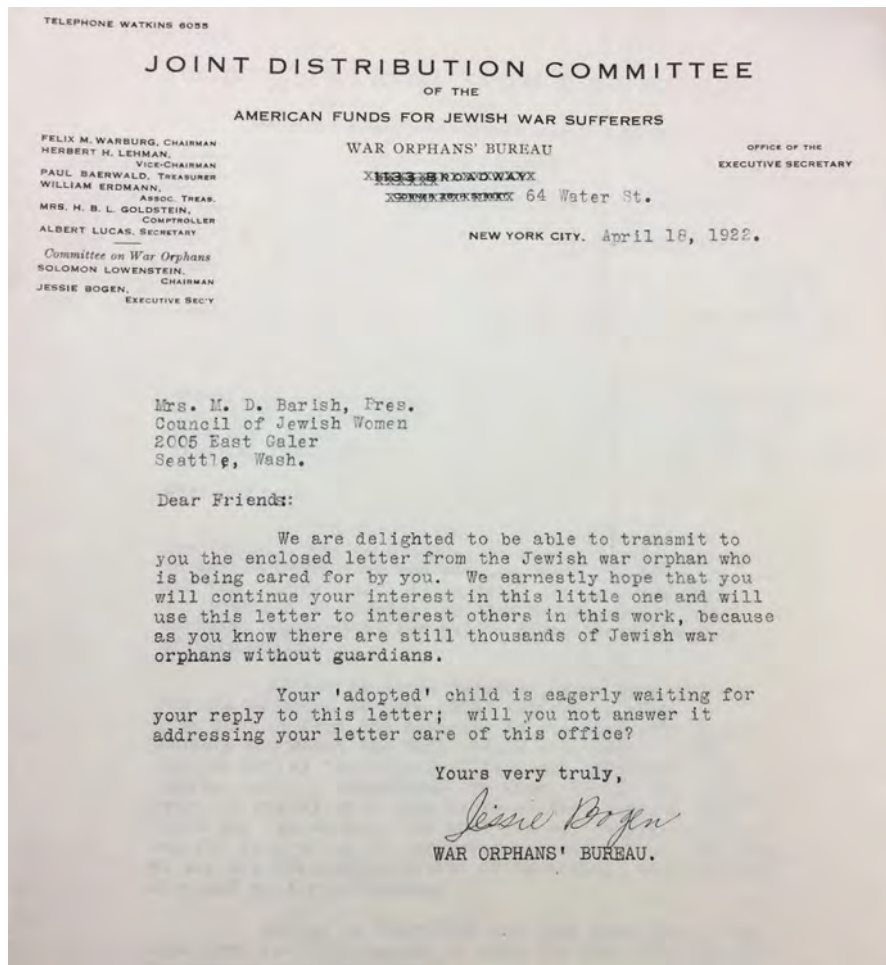 TELEPHONE WATKINS 6055
JOINT DISTRIBUTION COMMITTEE
OF THE
AMERICAN FUNDS FOR JEWISH WAR SUFFERERS
FELIX M. WARBURG, CHAIRMAN
HERBERT H. LEHMAN,
VICE-CHAIRMAN
PAUL BAERWALD, TREASURER
WILLIAM ERDMANN,
ASSOC. TREAS.
MRS. H. B. L. GOLDSTEIN,
COMPTROLLER
ALBERT LUCAS, SECRETARY
Committee on War Orphans
SOLOMON LOWENSTEIN,
CHAIRMAN
JESSIE BOGEN,
EXECUTIVE SEC'Y
WAR ORPHANS' BUREAU
1133 BROADWAY
64 Water St.
OFFICE OF THE
EXECUTIVE SECRETARY
NEW YORK CITY. April 18, 1922.
Mrs. M. D. Barish, Pres.
Council of Jewish Women
2005 East Galer
Seattle, Wash.
Dear Friend:
We are delighted to be able to transmit to
you the enclosed letter from the Jewish war orphan who
is being cared for by you. We earnestly hope that you
will continue your interest in this little one and will
use this letter to interest others in this work, because
as you know there are still thousands of Jewish war
orphans without guardians.
Your 'adopted' child is eagerly waiting for
your reply to this letter; will you not answer it
addressing your letter care of this office?
Yours very truly,
Jessie Bogen
WAR ORPHANS' BUREAU.